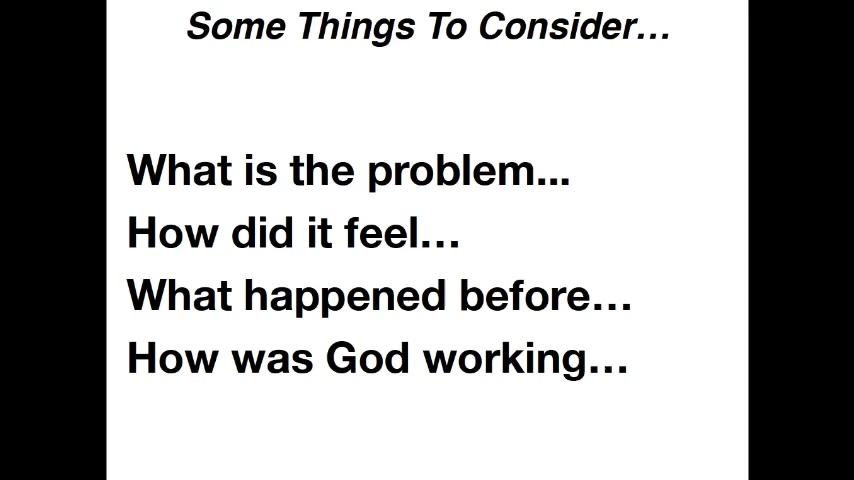 Some Things To Consider…
What is the problem...
How did it feel…
What happened before…
How was God working…